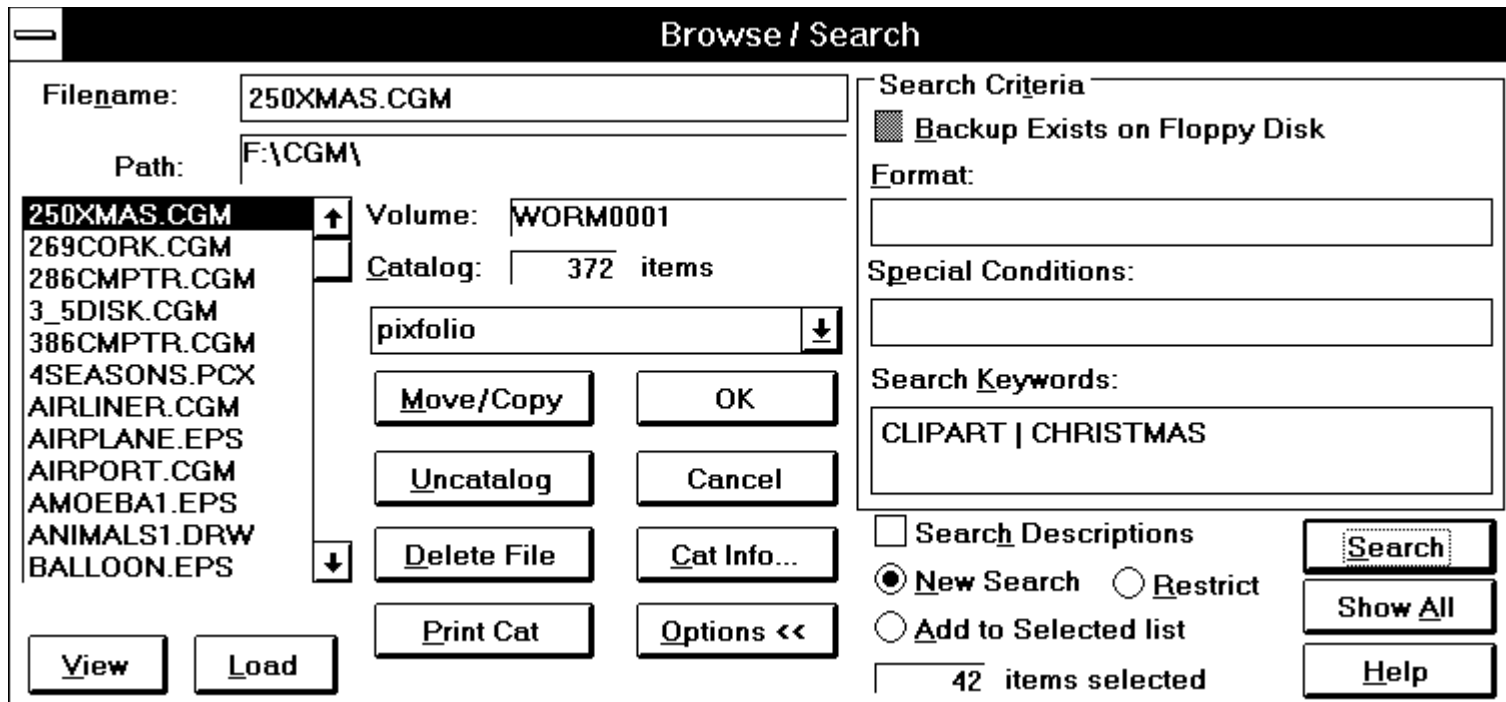 Browse / Search
Filename:
250XMAS.CGM
Path:
F:\CGM\
250XMAS.CGM
269CORK.CGM
286CMPTR.CGM
3_5DISK.CGM
386CMPTR.CGM
4SEASONS.PCX
AIRLINER.CGM
AIRPLANE.EPS
AIRPORT.CGM
AMOEBA1.EPS
ANIMALS1.DRW
BALLOON.EPS
View
Load
Volume: WORM0001
Catalog: 372 items
pixfolio
Move/Copy
OK
Uncatalog
Cancel
Delete File
Cat Info...
Print Cat
Options <<
Search Criteria
Backup Exists on Floppy Disk
Format:
Special Conditions:
Search Keywords:
CLIPART | CHRISTMAS
Search Descriptions
New Search
Restrict
Add to Selected list
42 items selected
Search
Show All
Help